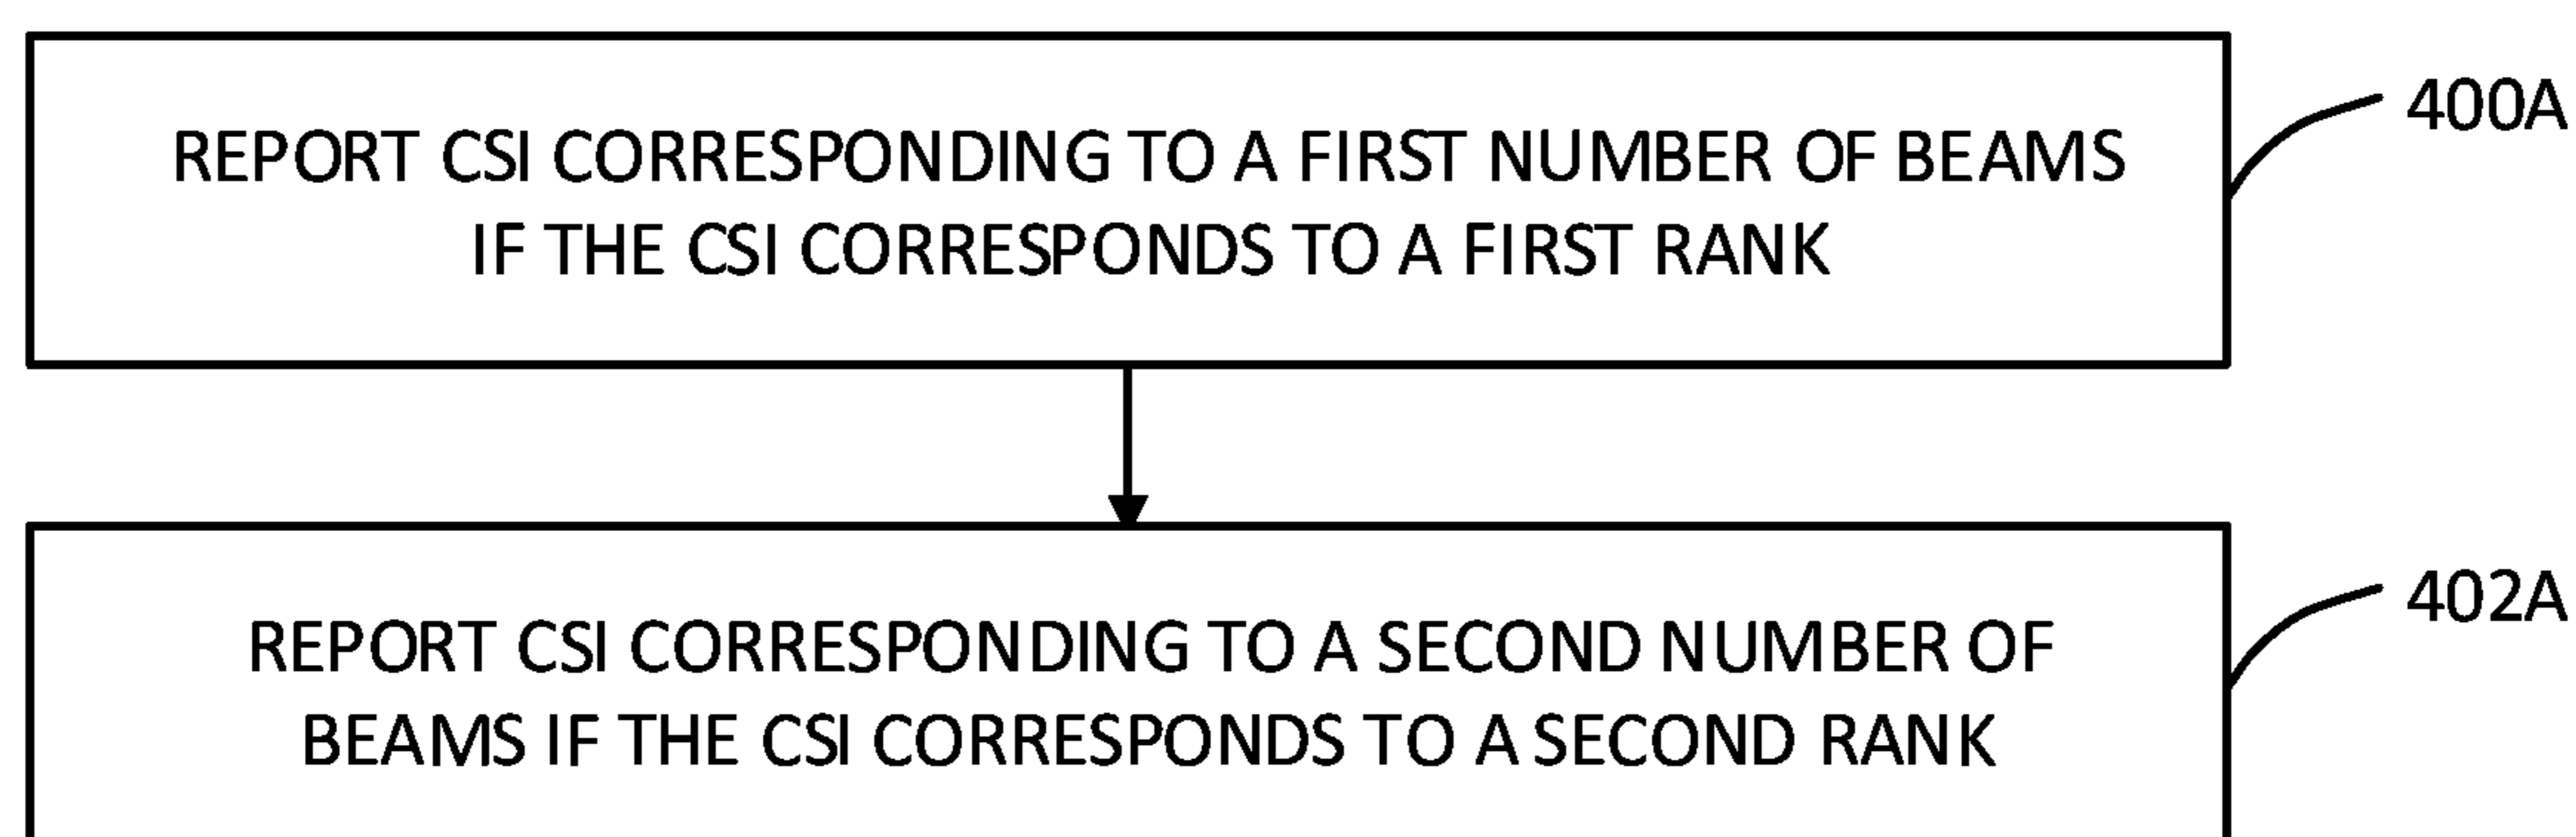 REPORT CSI CORRESPONDING TO A FIRST NUMBER OF BEAMS
IF THE CSI CORRESPONDS TO A FIRST RANK
400A
REPORT CSI CORRESPONDING TO A SECOND NUMBER OF
BEAMS IF THE CSI CORRESPONDS TO A SECOND RANK
402A